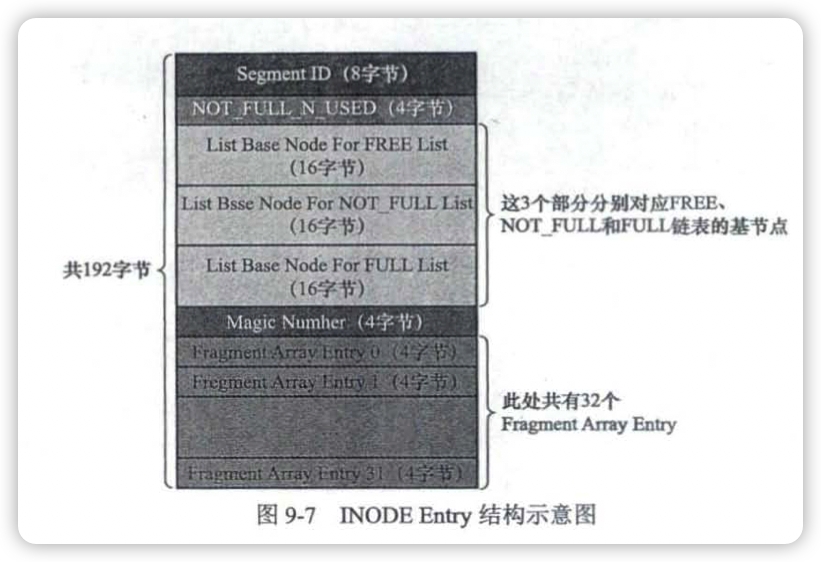 Segment ID（8字节）
NOT_FULL_N_USED（4字节）
List Base Node For FREE List
（16字节）
List Bsse Node For NOT_FULL List
（16字节）
List Base Node For FULL List
（16字节）
Magic Numher（4字节）
Fragment Array Entry 0（4字节）
Fregment Array Entry 1（4字节）
Fragment Array Entry 31（4字节）
共192字节
这3个部分分别对应FREE、
NOT_FULL和FULL链表的基节点
此处共有32个
Fragment Array Entry
图 9-7 INODE Entry 结构示意图